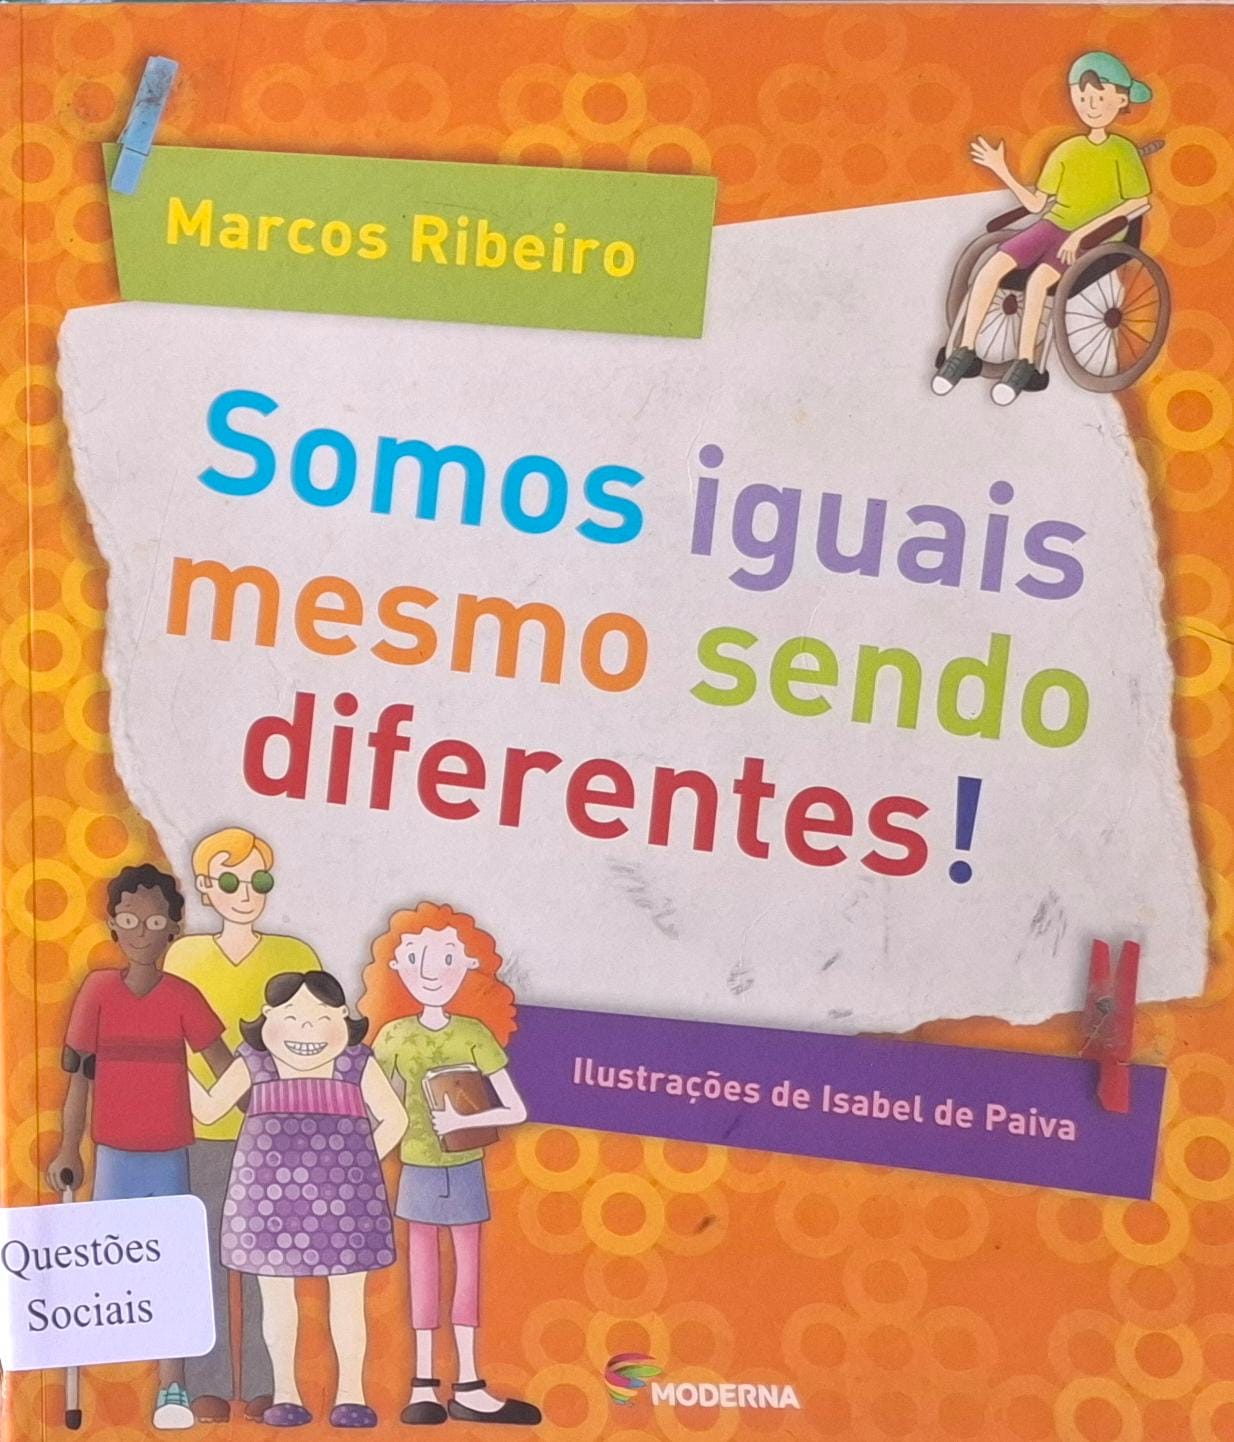 Marcos Ribeiro
Somos iguais
mesmo sendo
diferentes!
Ilustrações de Isabel de Paiva
Questões
Sociais
MODERNA